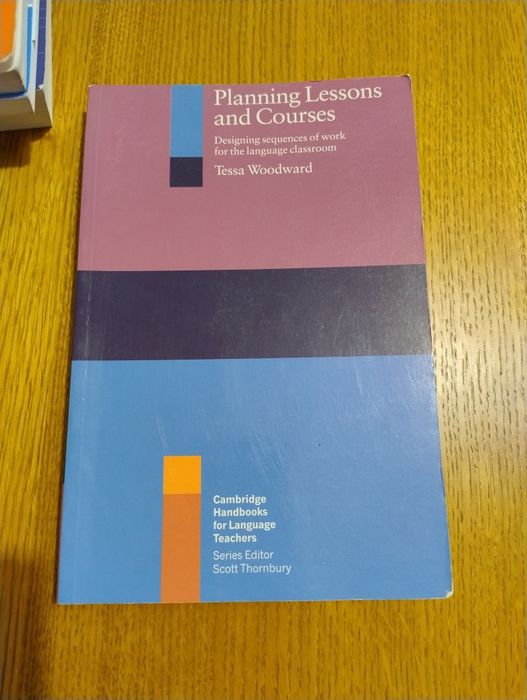 Planning Lessons
and Courses
Designing sequences of work
for the language classroom
Tessa Woodward
Cambridge
Handbooks
for Language
Teachers
Series Editor
Scott Thornbury